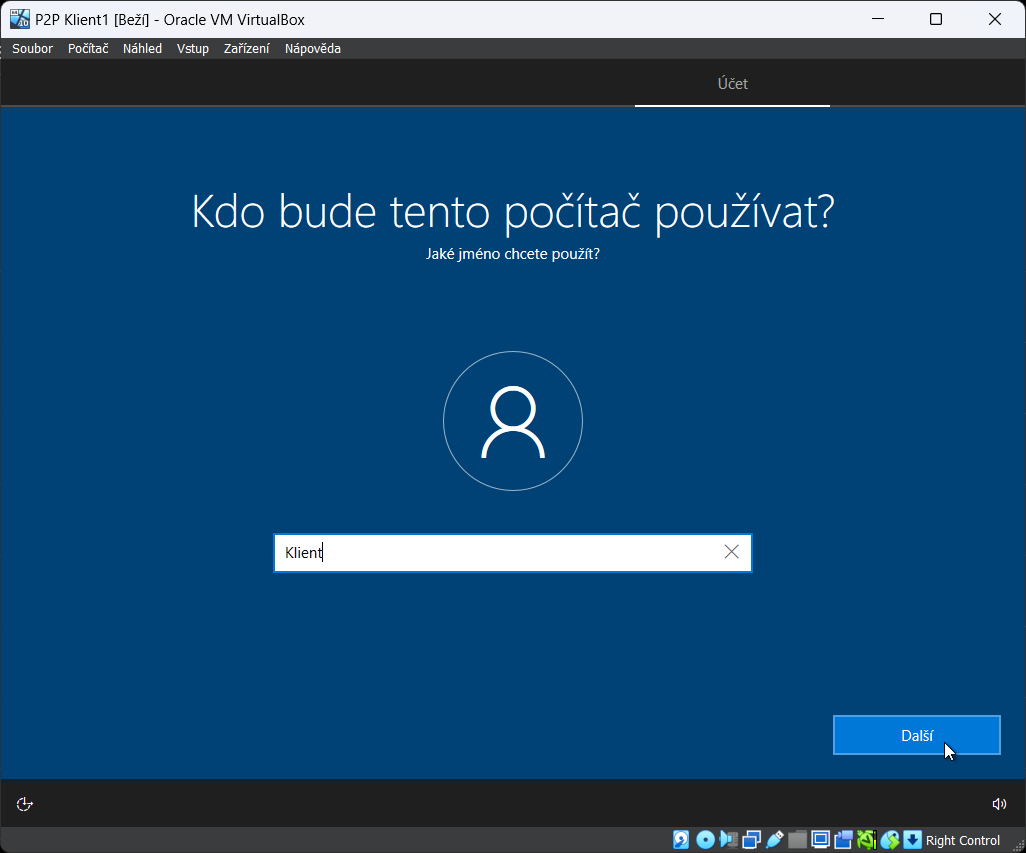 P2P Klient1 [Beží] - Oracle VM VirtualBox
Soubor Počítač Náhled Vstup Zařízení Nápověda
Účet
Kdo bude tento počítač používat?
Jaké jméno chcete použít?
Klient
Další
Right Control